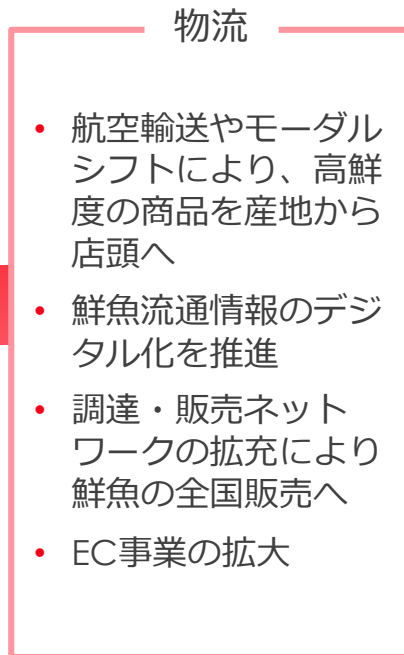 物流
• 航空輸送やモーダル
シフトにより、高鮮
度の商品を産地から
店頭へ
• 鮮魚流通情報のデジ
タル化を推進
• 調達・販売ネット
ワークの拡充により
鮮魚の全国販売へ
• EC事業の拡大